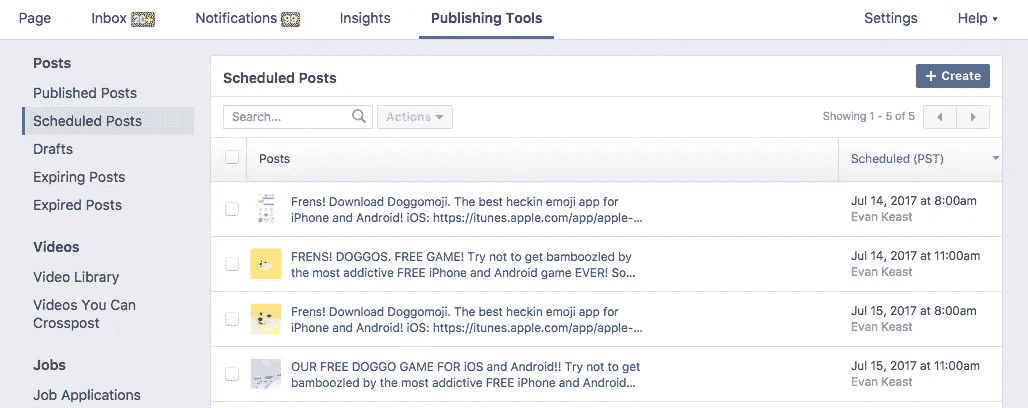 Page Inbox 20+ Notifications 99 Insights Publishing Tools Settings Help
Posts
Published Posts
Scheduled Posts
Drafts
Expiring Posts
Expired Posts
Videos
Video Library
Videos You Can
Crosspost
Jobs
Job Applications
Scheduled Posts
+ Create
Search...
Actions
Showing 1 - 5 of 5
Posts
Scheduled (PST)
Frens! Download Doggomoji. The best heckin emoji app for
iPhone and Android! iOS: https://itunes.apple.com/app/apple-...
Jul 14, 2017 at 8:00am
Evan Keast
FRENS! DOGGOS. FREE GAME! Try not to get bamboozled by
the most addictive FREE iPhone and Android game EVER! So...
Jul 14, 2017 at 11:00am
Evan Keast
Frens! Download Doggomoji. The best heckin emoji app for
iPhone and Android! iOS: https://itunes.apple.com/app/apple-...
Jul 15, 2017 at 8:00am
Evan Keast
OUR FREE DOGGO GAME FOR iOS and Android!! Try not to get
bamboozled by the most addictive FREE iPhone and Android...
Jul 15, 2017 at 11:00am
Evan Keast